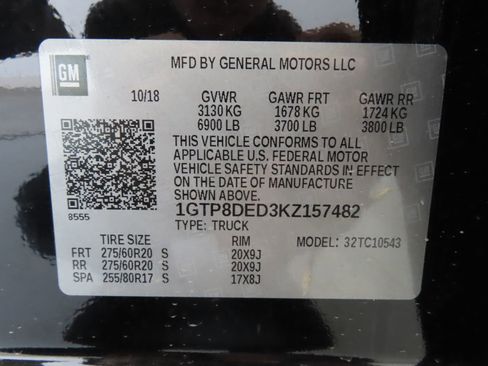 GM
MFD BY GENERAL MOTORS LLC
10/18 GVWR GAWR FRT GAWR RR
3130 KG 1678 KG 1724 KG
6900 LB 3700 LB 3800 LB
THIS VEHICLE CONFORMS TO ALL
APPLICABLE U.S. FEDERAL MOTOR
VEHICLE SAFETY STANDARDS IN EFFECT
ON THE DATE OF MANUFACTURE
SHOWN ABOVE.
8555 1GTP8DED3KZ157482
TYPE: TRUCK
TIRE SIZE RIM MODEL: 32TC10543
FRT 275/60R20 S 20X9J
RR 275/60R20 S 20X9J
SPA 255/80R17 S 17X8J